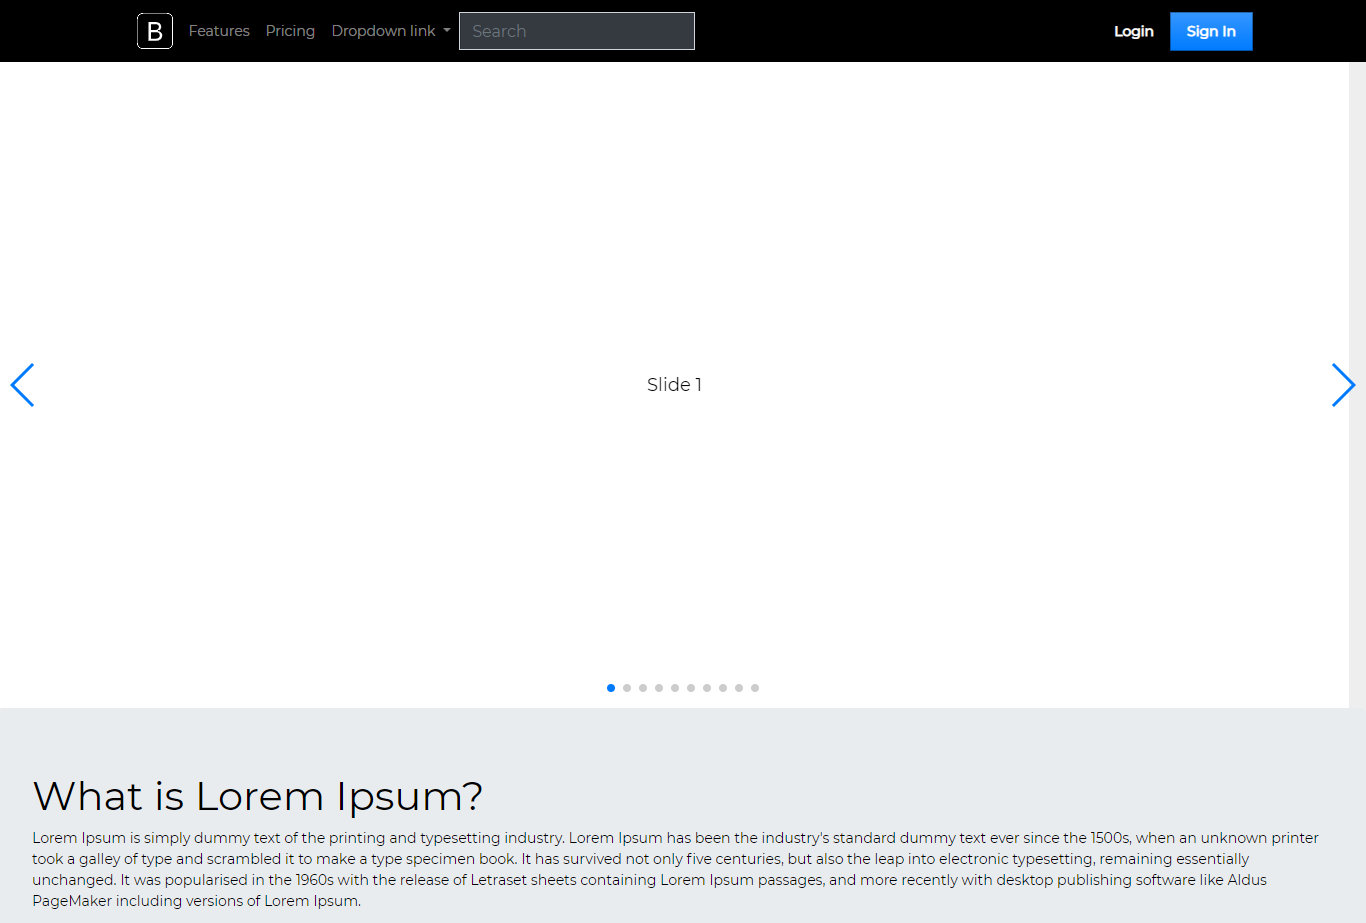 B Features Pricing Dropdown link Search Login Sign In
Slide 1
What is Lorem Ipsum?
Lorem Ipsum is simply dummy text of the printing and typesetting industry. Lorem Ipsum has been the industry's standard dummy text ever since the 1500s, when an unknown printer
took a galley of type and scrambled it to make a type specimen book. It has survived not only five centuries, but also the leap into electronic typesetting, remaining essentially
unchanged. It was popularised in the 1960s with the release of Letraset sheets containing Lorem Ipsum passages, and more recently with desktop publishing software like Aldus
PageMaker including versions of Lorem Ipsum.